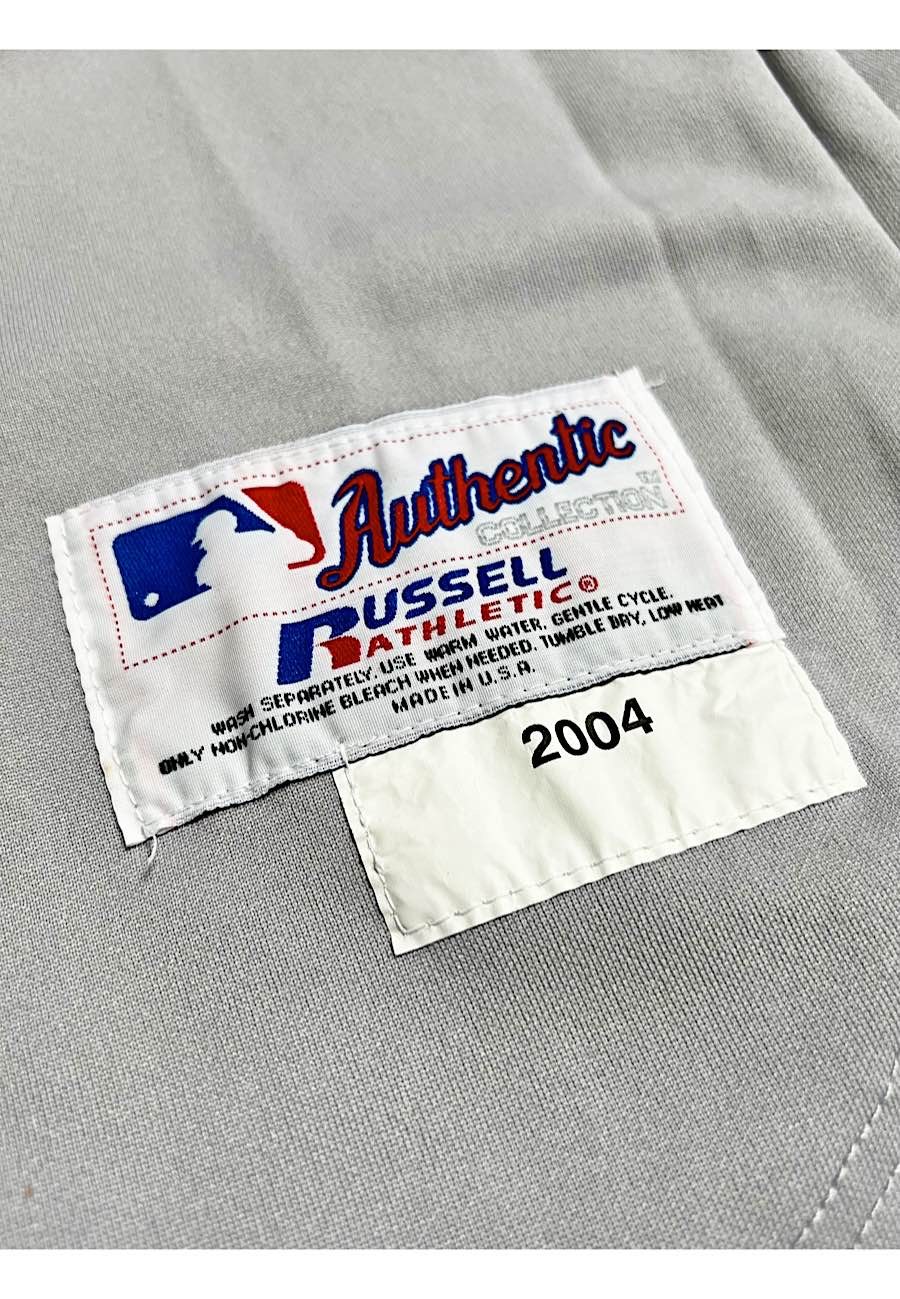 Authentic
COLLECTION™
RUSSELL
ATHLETIC®
WASH SEPARATELY. USE WARM WATER. GENTLE CYCLE.
ONLY NON-CHLORINE BLEACH WHEN NEEDED. TUMBLE DRY, LOW HEAT
MADE IN U.S.A.
2004